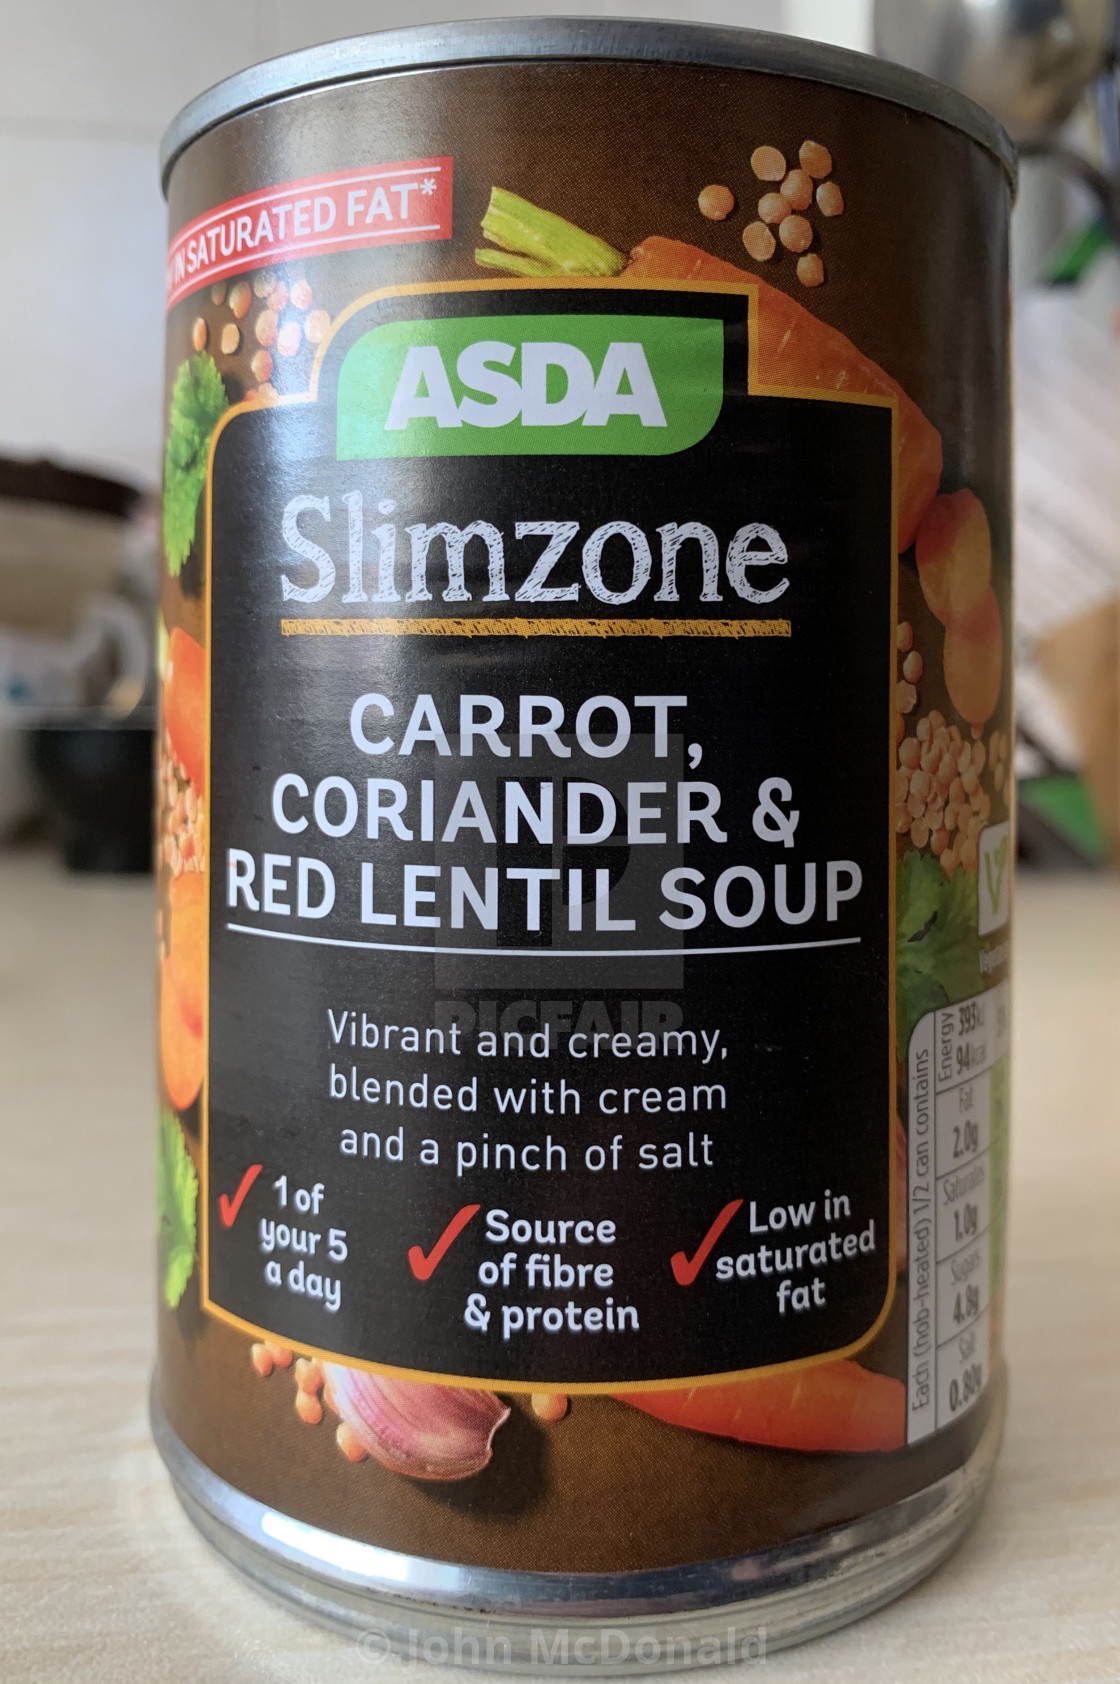 IN SATURATED FAT*
ASDA
Slimzone
CARROT,
CORIANDER &
RED LENTIL SOUP
Vibrant and creamy,
blended with cream
and a pinch of salt
1 of
your 5
a day
Source
of fibre
& protein
Low in
saturated
fat
Each (hob-heated) 1/2 can contains
Energy
393kJ
94kcal
Fat
2.0g
Saturates
1.0g
Sugars
4.8g
Salt
0.80g
PICFAIR
© John McDonald